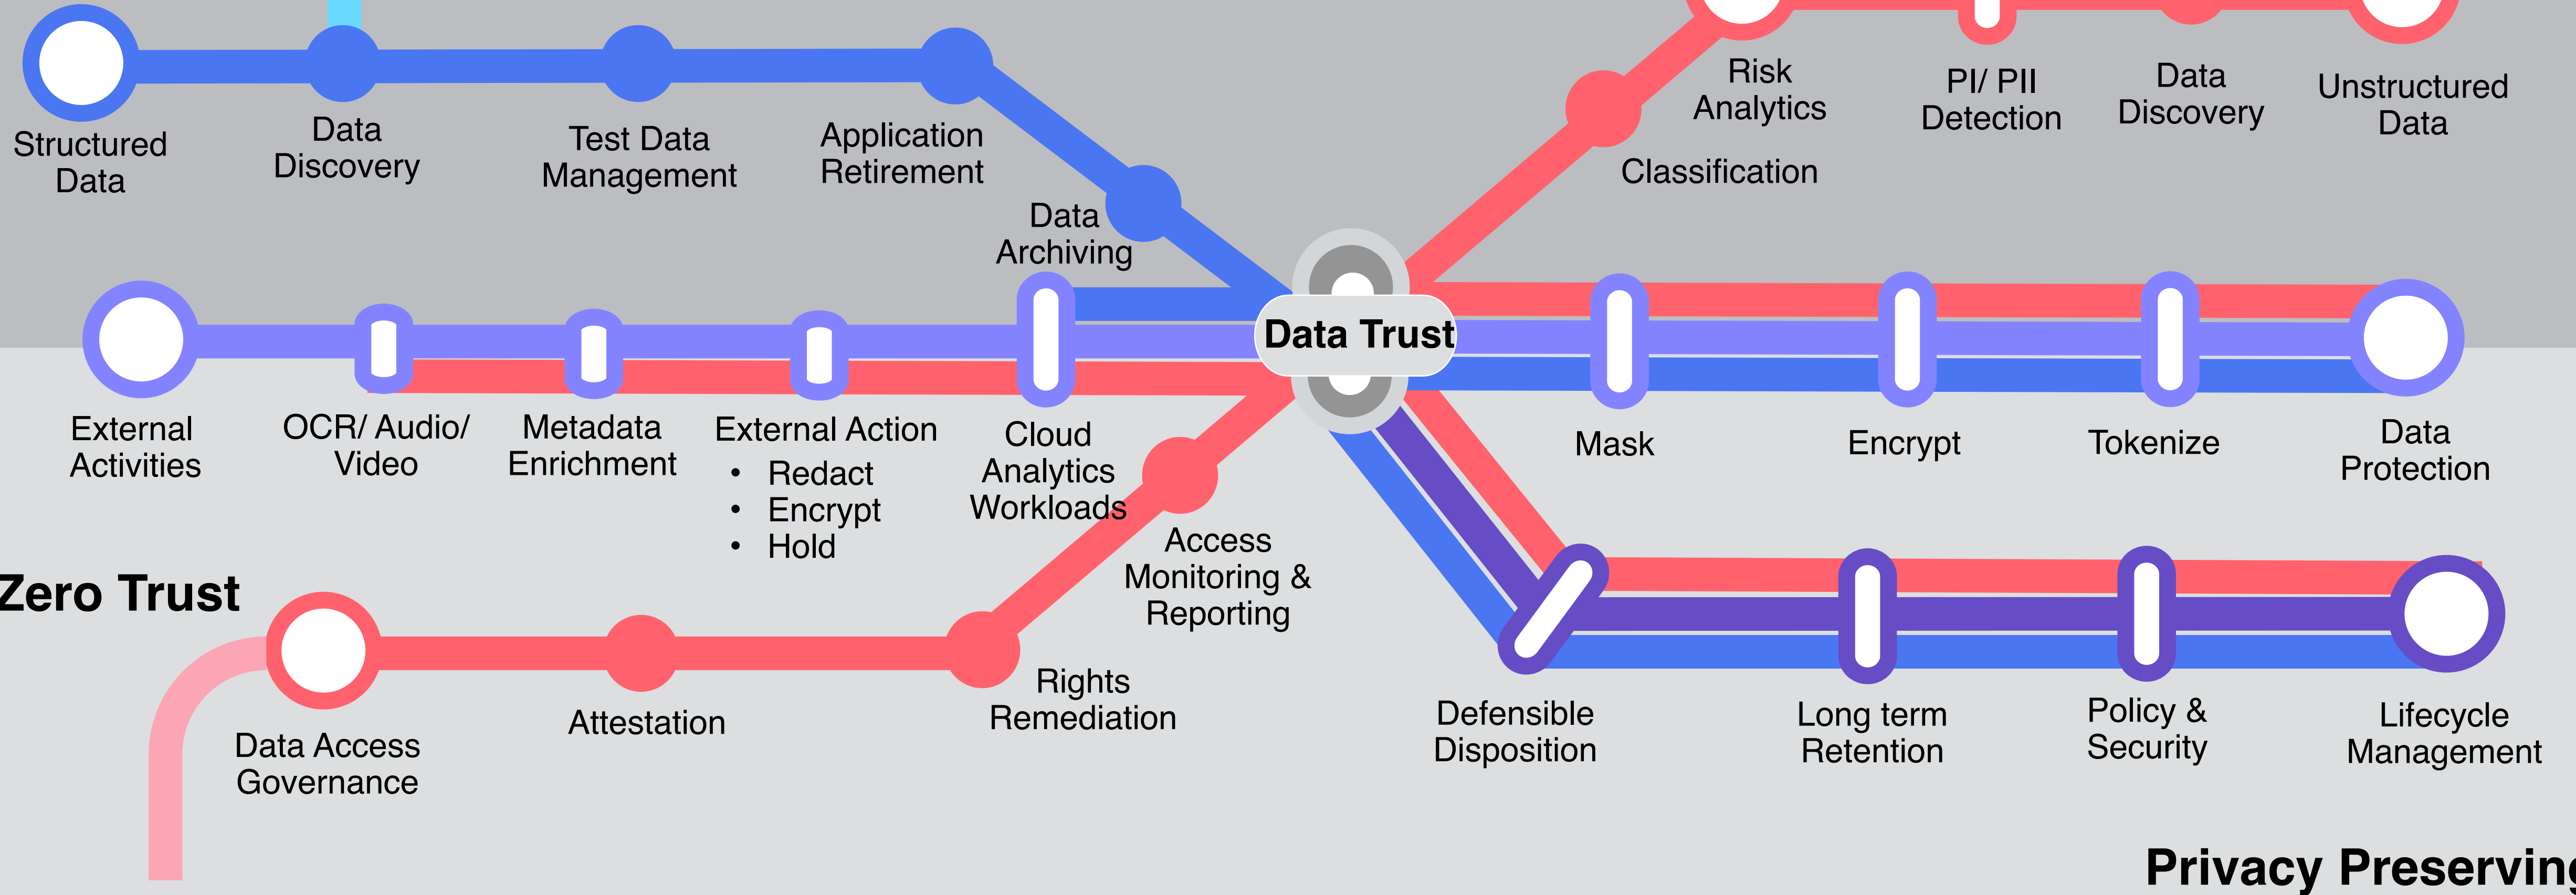 Structured
Data
Data
Discovery
Test Data
Management
Application
Retirement
Data
Archiving
Risk
Analytics
PI/ PII
Detection
Data
Discovery
Unstructured
Data
Classification
Data Trust
External
Activities
OCR/ Audio/
Video
Metadata
Enrichment
External Action
• Redact
• Encrypt
• Hold
Cloud
Analytics
Workloads
Mask
Encrypt
Tokenize
Data
Protection
Access
Monitoring &
Reporting
Zero Trust
Data Access
Governance
Attestation
Rights
Remediation
Defensible
Disposition
Long term
Retention
Policy &
Security
Lifecycle
Management
Privacy Preserving